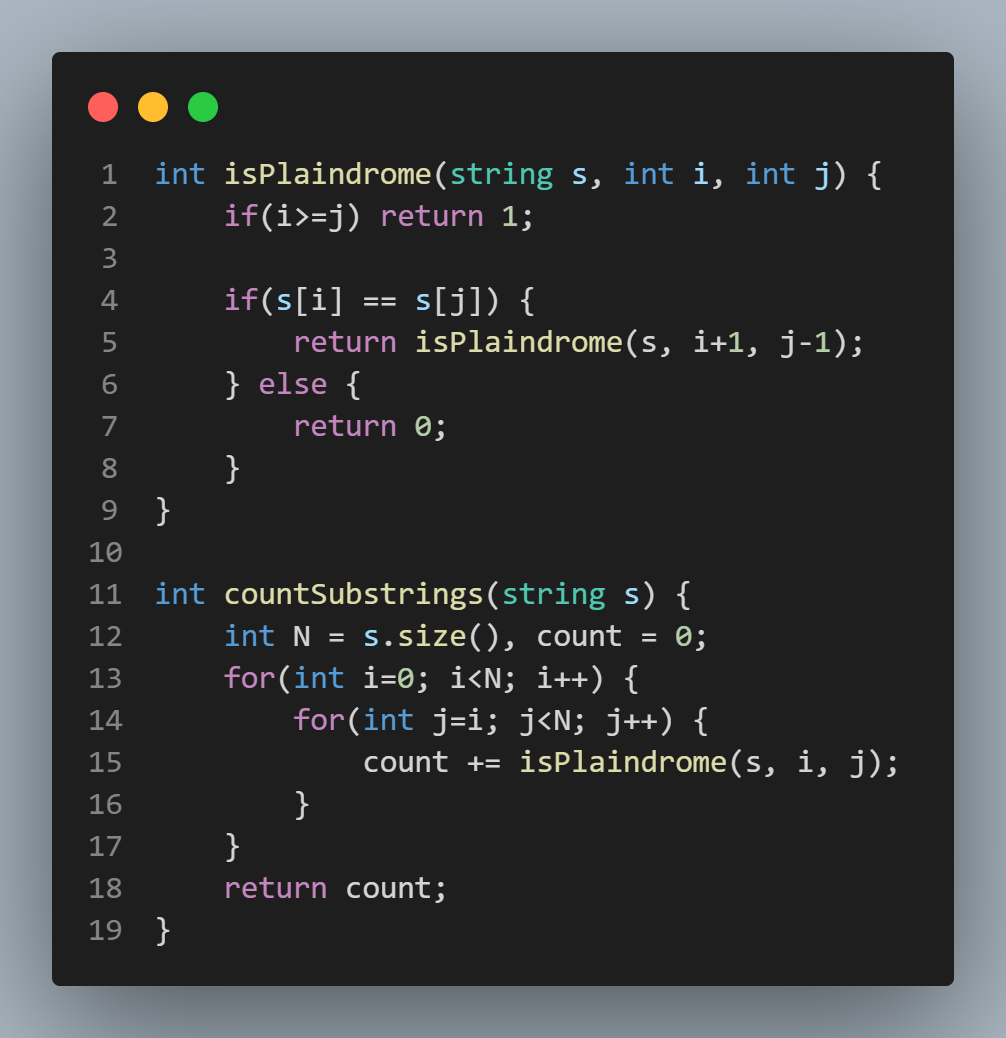 1 int isPlaindrome(string s, int i, int j) {
2     if(i>=j) return 1;
3
4     if(s[i] == s[j]) {
5         return isPlaindrome(s, i+1, j-1);
6     } else {
7         return 0;
8     }
9 }
10
11 int countSubstrings(string s) {
12     int N = s.size(), count = 0;
13     for(int i=0; i<N; i++) {
14         for(int j=i; j<N; j++) {
15             count += isPlaindrome(s, i, j);
16         }
17     }
18     return count;
19 }